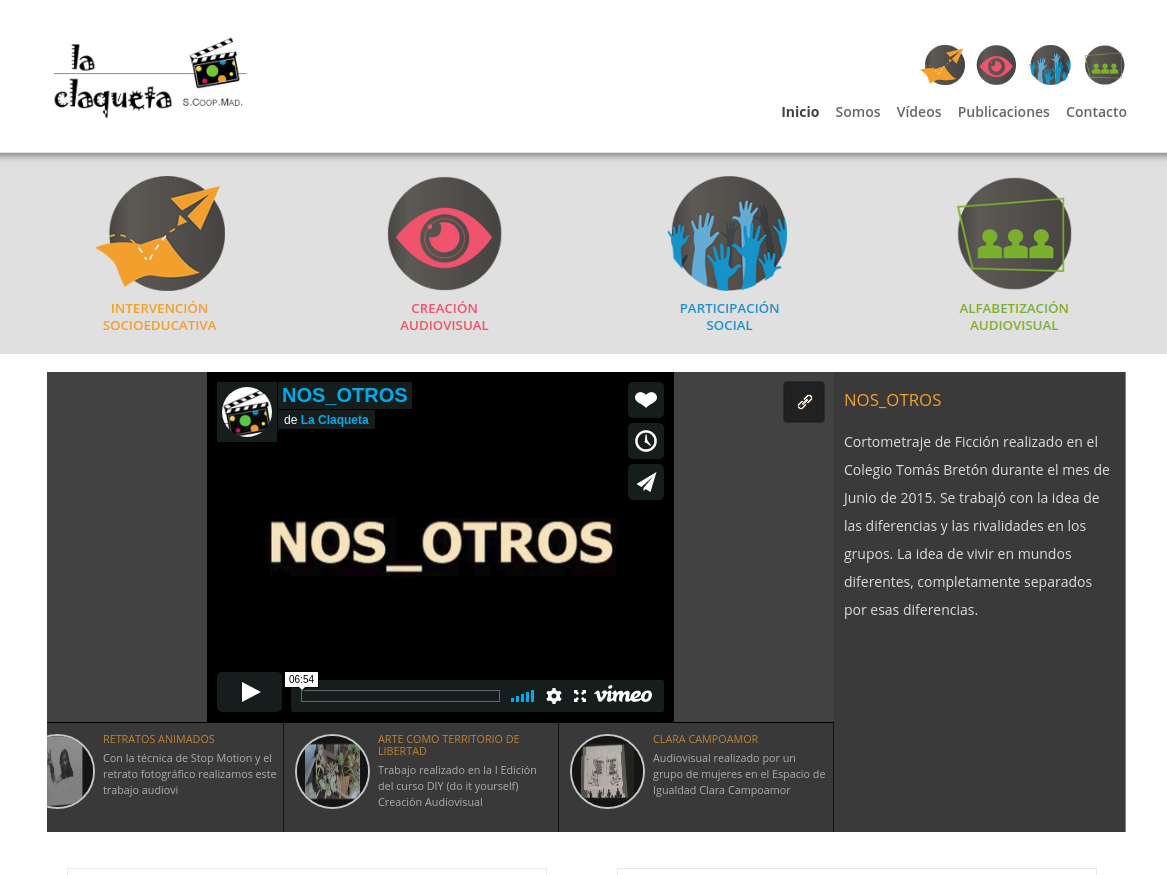 la
claqueta
S.COOP.MAD.
Inicio Somos Vídeos Publicaciones Contacto
INTERVENCIÓN
SOCIOEDUCATIVA
CREACIÓN
AUDIOVISUAL
PARTICIPACIÓN
SOCIAL
ALFABETIZACIÓN
AUDIOVISUAL
NOS_OTROS
de La Claqueta
NOS_OTROS
06:54
vimeo
NOS_OTROS
Cortometraje de Ficción realizado en el
Colegio Tomás Bretón durante el mes de
Junio de 2015. Se trabajó con la idea de
las diferencias y las rivalidades en los
grupos. La idea de vivir en mundos
diferentes, completamente separados
por esas diferencias.
RETRATOS ANIMADOS
Con la técnica de Stop Motion y el
retrato fotográfico realizamos este
trabajo audiovi
ARTE COMO TERRITORIO DE
LIBERTAD
Trabajo realizado en la I Edición
del curso DIY (do it yourself)
Creación Audiovisual
CLARA CAMPOAMOR
Audiovisual realizado por un
grupo de mujeres en el Espacio de
Igualdad Clara Campoamor